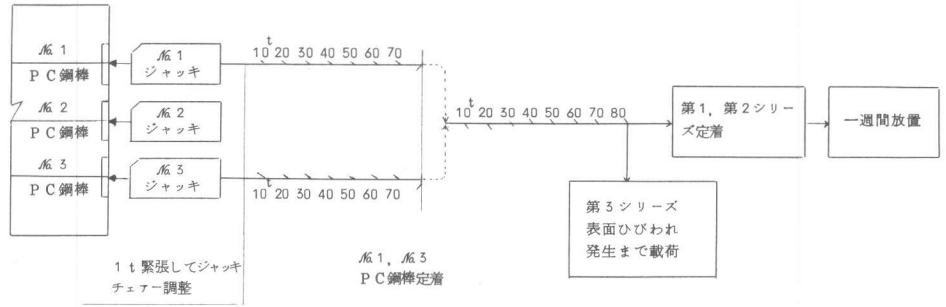 №1
PC鋼棒
№2
PC鋼棒
№3
PC鋼棒
№1
ジャッキ
№2
ジャッキ
№3
ジャッキ
t
10 20 30 40 50 60 70
t
10 20 30 40 50 60 70
t
10 20 30 40 50 60 70 80
1t緊張してジャッキ
チェアー調整
№1, №3
PC鋼棒定着
第1, 第2シリー
ズ定着
一週間放置
第3シリーズ
表面ひびわれ
発生まで載荷